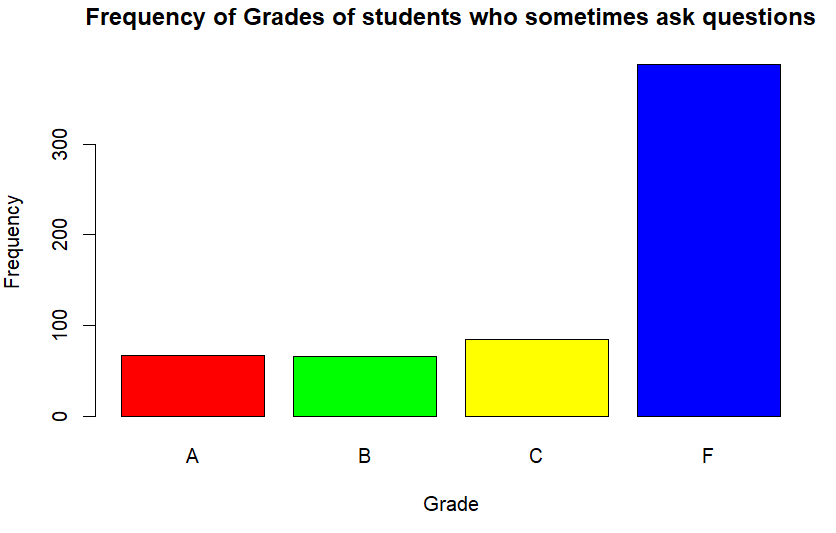 Frequency of Grades of students who sometimes ask questions
Frequency
300
200
100
0
A B C F
Grade